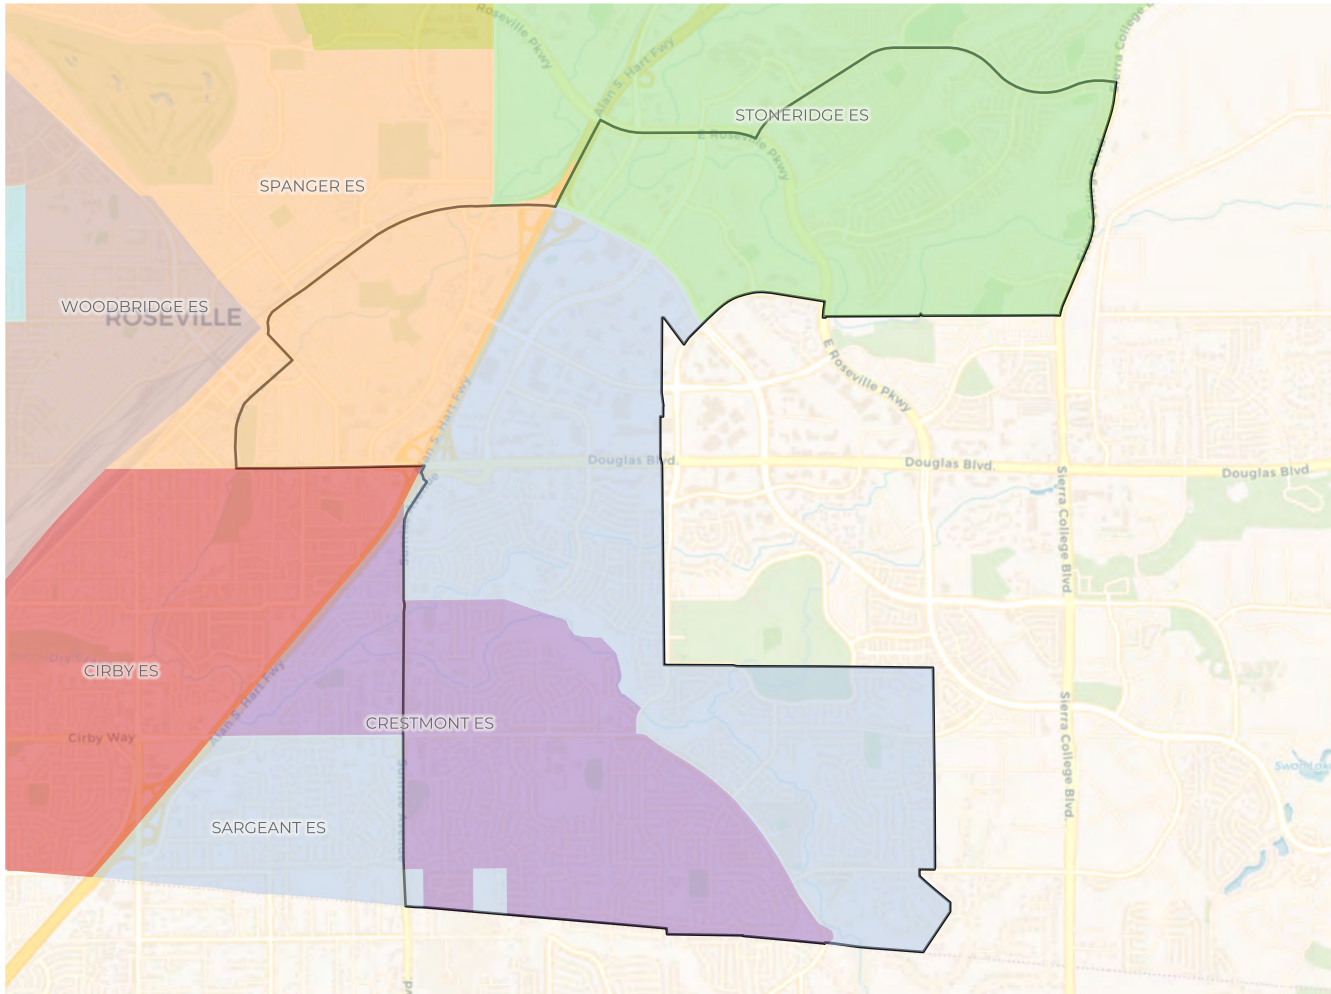 Roseville Pkwy
Alan S. Hart Fwy
Sierra College
STONERIDGE ES
E Roseville Pkwy
SPANGER ES
WOODBRIDGE ES
ROSEVILLE
E Roseville Pkwy
Alan S. Hart Fwy
Douglas Blvd.
Douglas Blvd.
Douglas Blvd.
Sierra College Blvd
CIRBY ES
Alan S. Hart Fwy
CRESTMONT ES
Cirby Way
Sierra College Blvd.
Swan Lake
SARGEANT ES